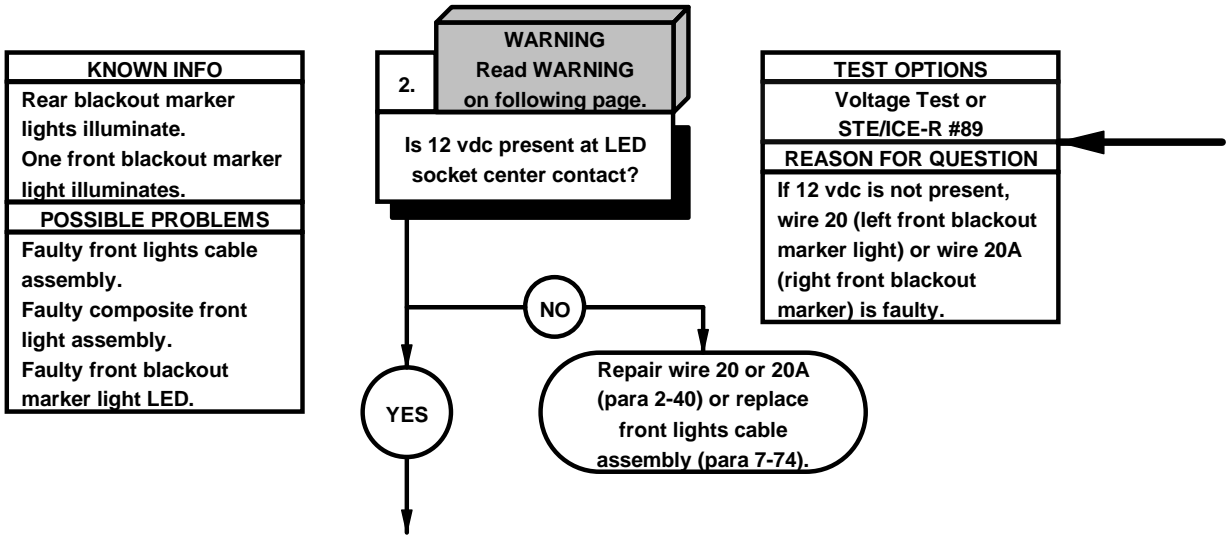 KNOWN INFO
Rear blackout marker
lights illuminate.
One front blackout marker
light illuminates.
POSSIBLE PROBLEMS
Faulty front lights cable
assembly.
Faulty composite front
light assembly.
Faulty front blackout
marker light LED.
WARNING
Read WARNING
on following page.
2.
Is 12 vdc present at LED
socket center contact?
NO
YES
Repair wire 20 or 20A
(para 2-40) or replace
front lights cable
assembly (para 7-74).
TEST OPTIONS
Voltage Test or
STE/ICE-R #89
REASON FOR QUESTION
If 12 vdc is not present,
wire 20 (left front blackout
marker light) or wire 20A
(right front blackout
marker) is faulty.